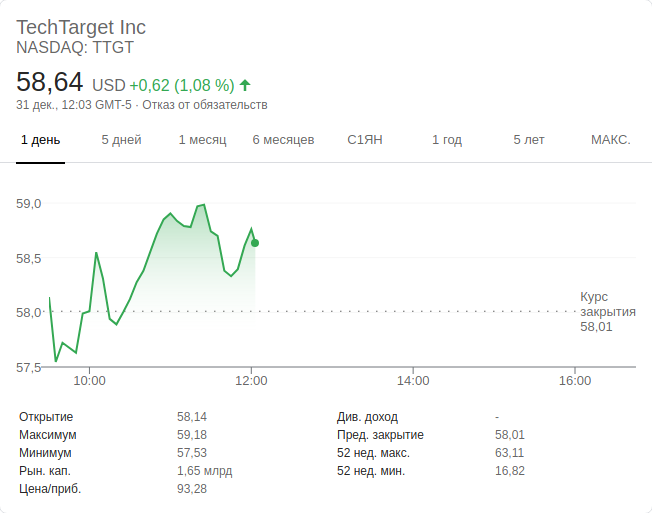 TechTarget Inc
NASDAQ: TTGT
58,64 USD +0,62 (1,08 %)
31 дек., 12:03 GMT-5 · Отказ от обязательств
1 день 5 дней 1 месяц 6 месяцев С1ЯН 1 год 5 лет МАКС.
59,0
58,5
58,0
57,5
Курс
закрытия
58,01
10:00 12:00 14:00 16:00
Открытие 58,14 Див. доход -
Максимум 59,18 Пред. закрытие 58,01
Минимум 57,53 52 нед. макс. 63,11
Рын. кап. 1,65 млрд 52 нед. мин. 16,82
Цена/приб. 93,28